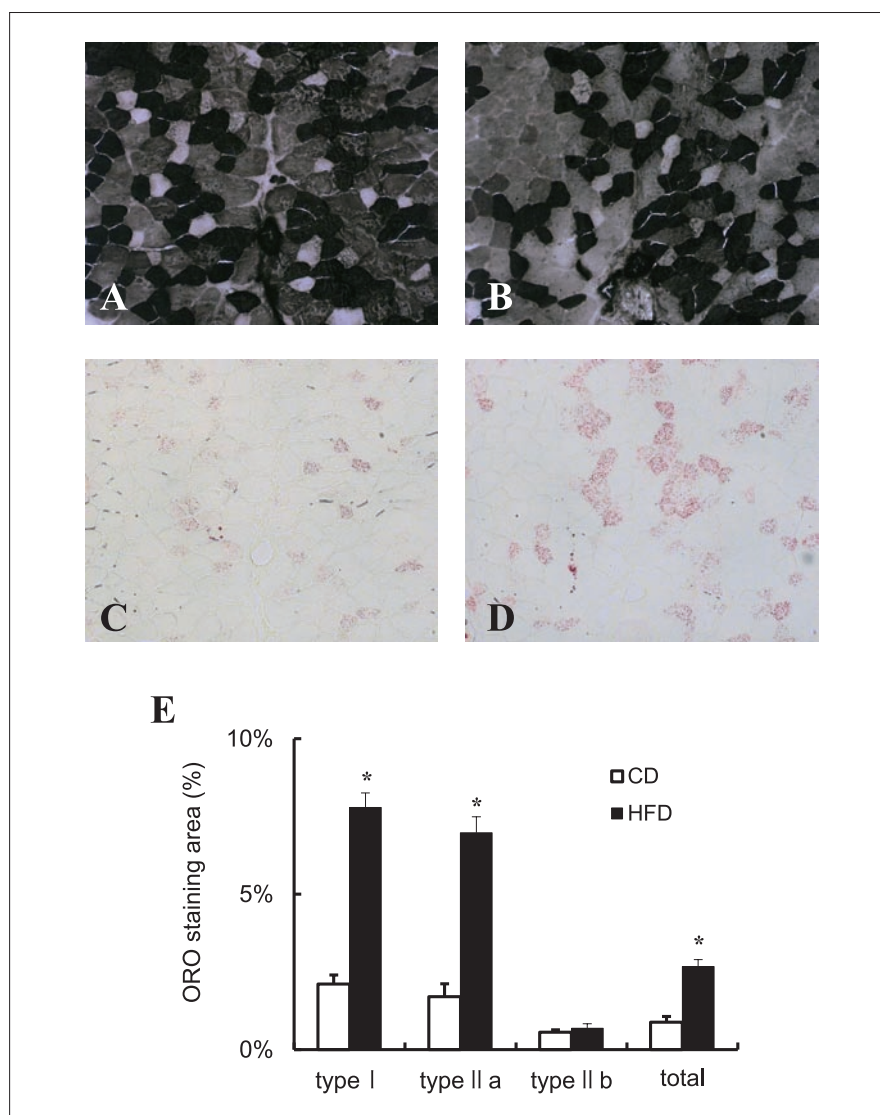 A
B
C
D
E
10%
5%
0%
ORO staining area (%)
* * *
CD
HFD
type I type II a type II b total